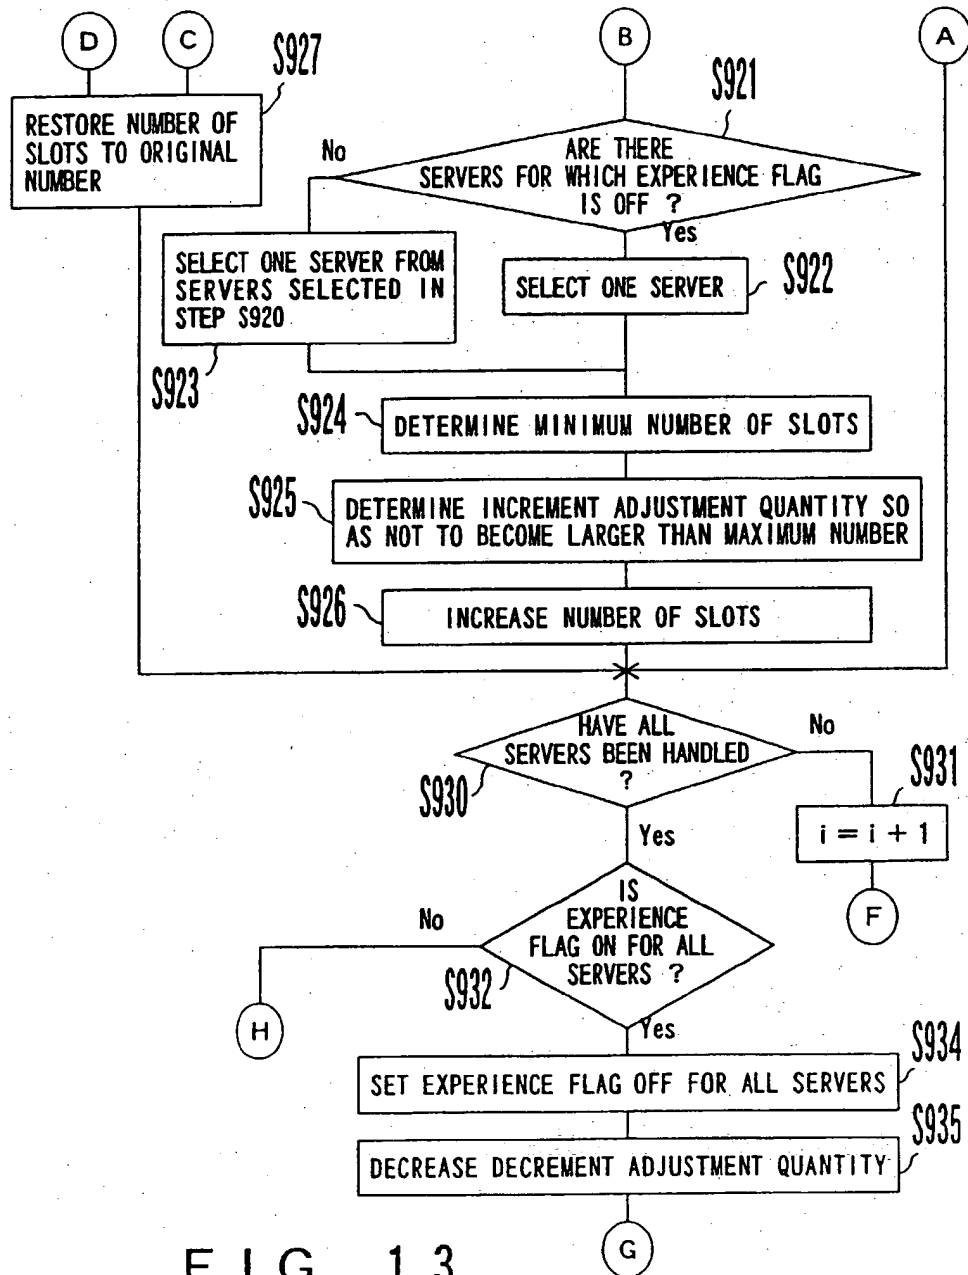 D
C
B
A
S927
RESTORE NUMBER OF
SLOTS TO ORIGINAL
NUMBER
S921
ARE THERE
SERVERS FOR WHICH EXPERIENCE FLAG
IS OFF ?
No
Yes
SELECT ONE SERVER FROM
SERVERS SELECTED IN
STEP S920
S923
SELECT ONE SERVER
S922
S924
DETERMINE MINIMUM NUMBER OF SLOTS
S925
DETERMINE INCREMENT ADJUSTMENT QUANTITY SO
AS NOT TO BECOME LARGER THAN MAXIMUM NUMBER
S926
INCREASE NUMBER OF SLOTS
HAVE ALL
SERVERS BEEN HANDLED
?
S930
No
Yes
S931
i = i + 1
F
IS
EXPERIENCE
FLAG ON FOR ALL
SERVERS ?
S932
No
H
Yes
S934
SET EXPERIENCE FLAG OFF FOR ALL SERVERS
S935
DECREASE DECREMENT ADJUSTMENT QUANTITY
G
FIG. 13